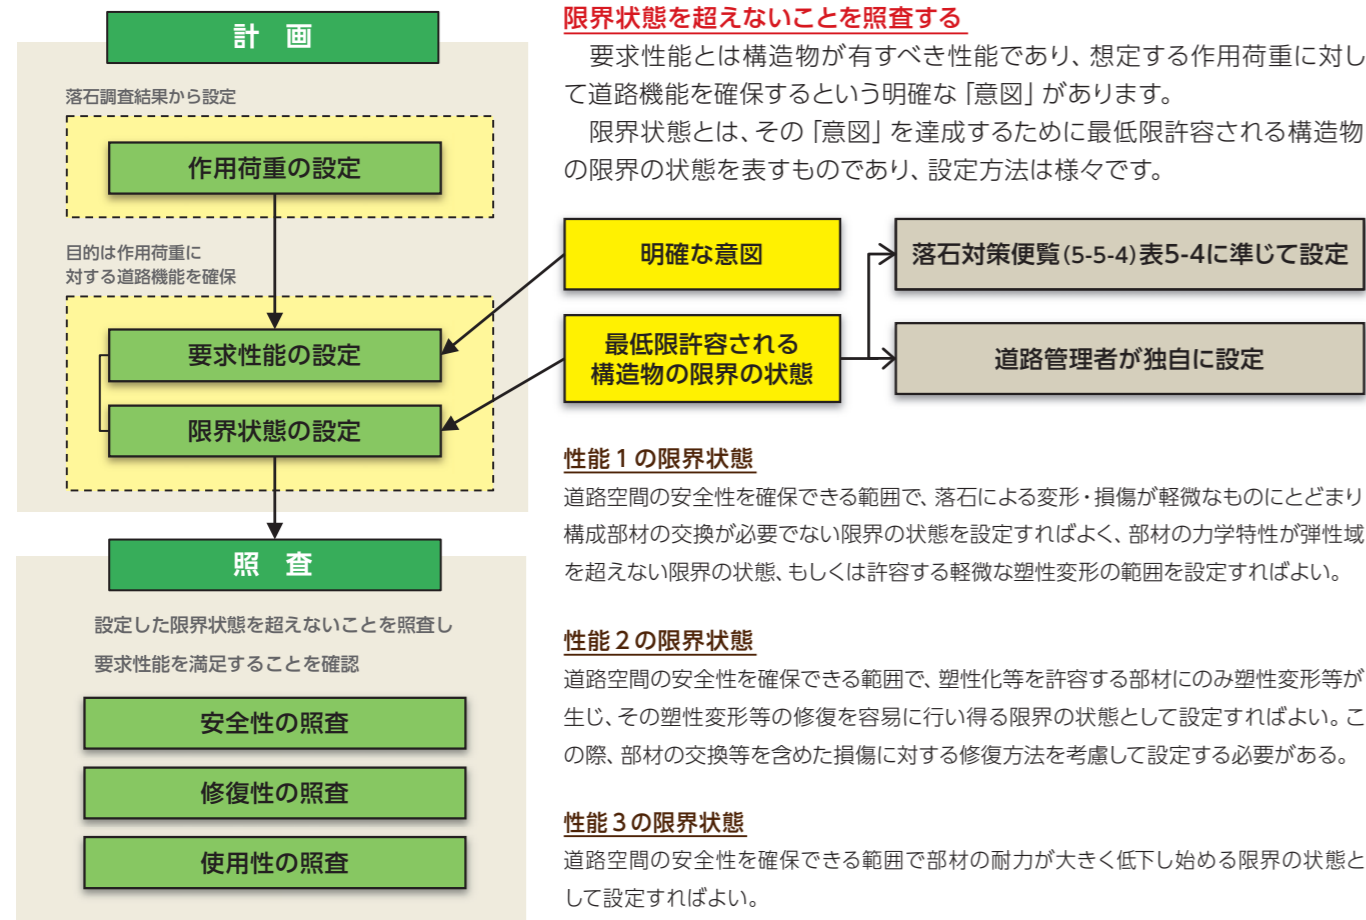 計 画
落石調査結果から設定
作用荷重の設定
目的は作用荷重に
対する道路機能を確保
要求性能の設定
限界状態の設定
照 査
設定した限界状態を超えないことを照査し
要求性能を満足することを確認
安全性の照査
修復性の照査
使用性の照査
限界状態を超えないことを照査する
要求性能とは構造物が有すべき性能であり、想定する作用荷重に対し
て道路機能を確保するという明確な「意図」があります。
限界状態とは、その「意図」を達成するために最低限許容される構造物
の限界の状態を表すものであり、設定方法は様々です。
明確な意図
最低限許容される
構造物の限界の状態
落石対策便覧(5-5-4)表5-4に準じて設定
道路管理者が独自に設定
性能1の限界状態
道路空間の安全性を確保できる範囲で、落石による変形・損傷が軽微なものにとどまり
構成部材の交換が必要でない限界の状態を設定すればよく、部材の力学特性が弾性域
を超えない限界の状態、もしくは許容する軽微な塑性変形の範囲を設定すればよい。
性能2の限界状態
道路空間の安全性を確保できる範囲で、塑性化等を許容する部材にのみ塑性変形等が
生じ、その塑性変形等の修復を容易に行い得る限界の状態として設定すればよい。こ
の際、部材の交換等を含めた損傷に対する修復方法を考慮して設定する必要がある。
性能3の限界状態
道路空間の安全性を確保できる範囲で部材の耐力が大きく低下し始める限界の状態と
して設定すればよい。